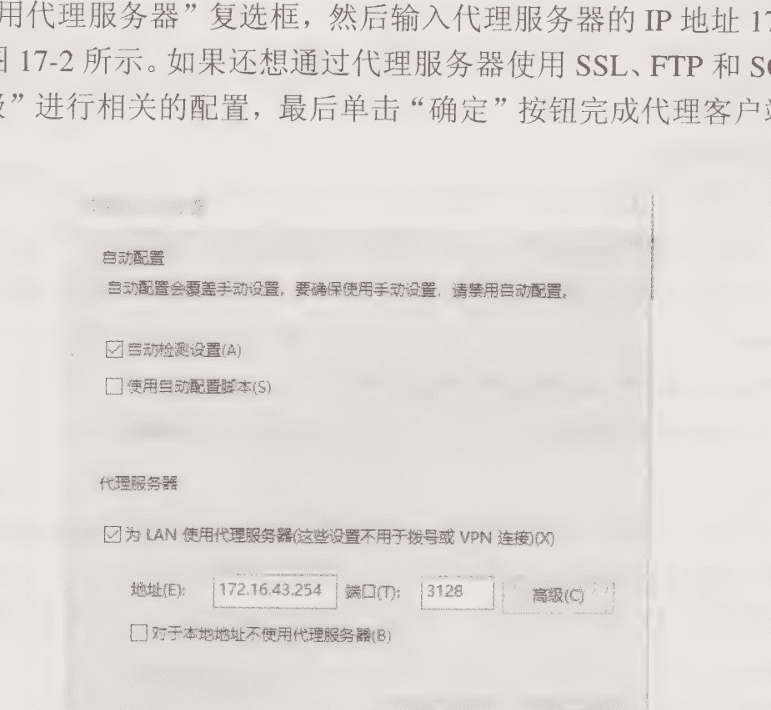 用代理服务器”复选框，然后输入代理服务器的 IP 地址 17
图 17-2 所示。如果还想通过代理服务器使用 SSL、FTP 和 SO
级”进行相关的配置，最后单击“确定”按钮完成代理客户端
自动配置
自动配置会覆盖手动设置。要确保使用手动设置，请禁用自动配置。
自动检测设置(A)
使用自动配置脚本(S)
代理服务器
为 LAN 使用代理服务器(这些设置不用于拨号或 VPN 连接)(X)
地址(E): 172.16.43.254 端口(T): 3128 高级(C)
对于本地地址不使用代理服务器(B)